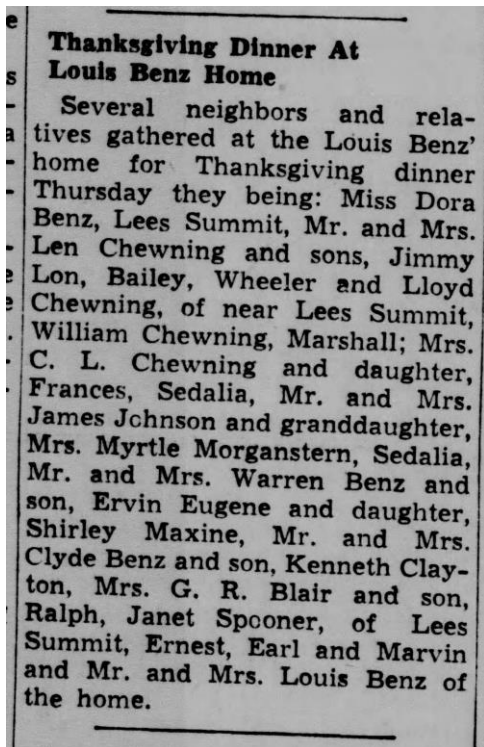 Thanksgiving Dinner At
Louis Benz Home
Several neighbors and rela-
tives gathered at the Louis Benz'
home for Thanksgiving dinner
Thursday they being: Miss Dora
Benz, Lees Summit, Mr. and Mrs.
Len Chewning and sons, Jimmy
Lon, Bailey, Wheeler and Lloyd
Chewning, of near Lees Summit,
William Chewning, Marshall; Mrs.
C. L. Chewning and daughter,
Frances, Sedalia, Mr. and Mrs.
James Johnson and granddaughter,
Mrs. Myrtle Morganstern, Sedalia,
Mr. and Mrs. Warren Benz and
son, Ervin Eugene and daughter,
Shirley Maxine, Mr. and Mrs.
Clyde Benz and son, Kenneth Clay-
ton, Mrs. G. R. Blair and son,
Ralph, Janet Spooner, of Lees
Summit, Ernest, Earl and Marvin
and Mr. and Mrs. Louis Benz of
the home.